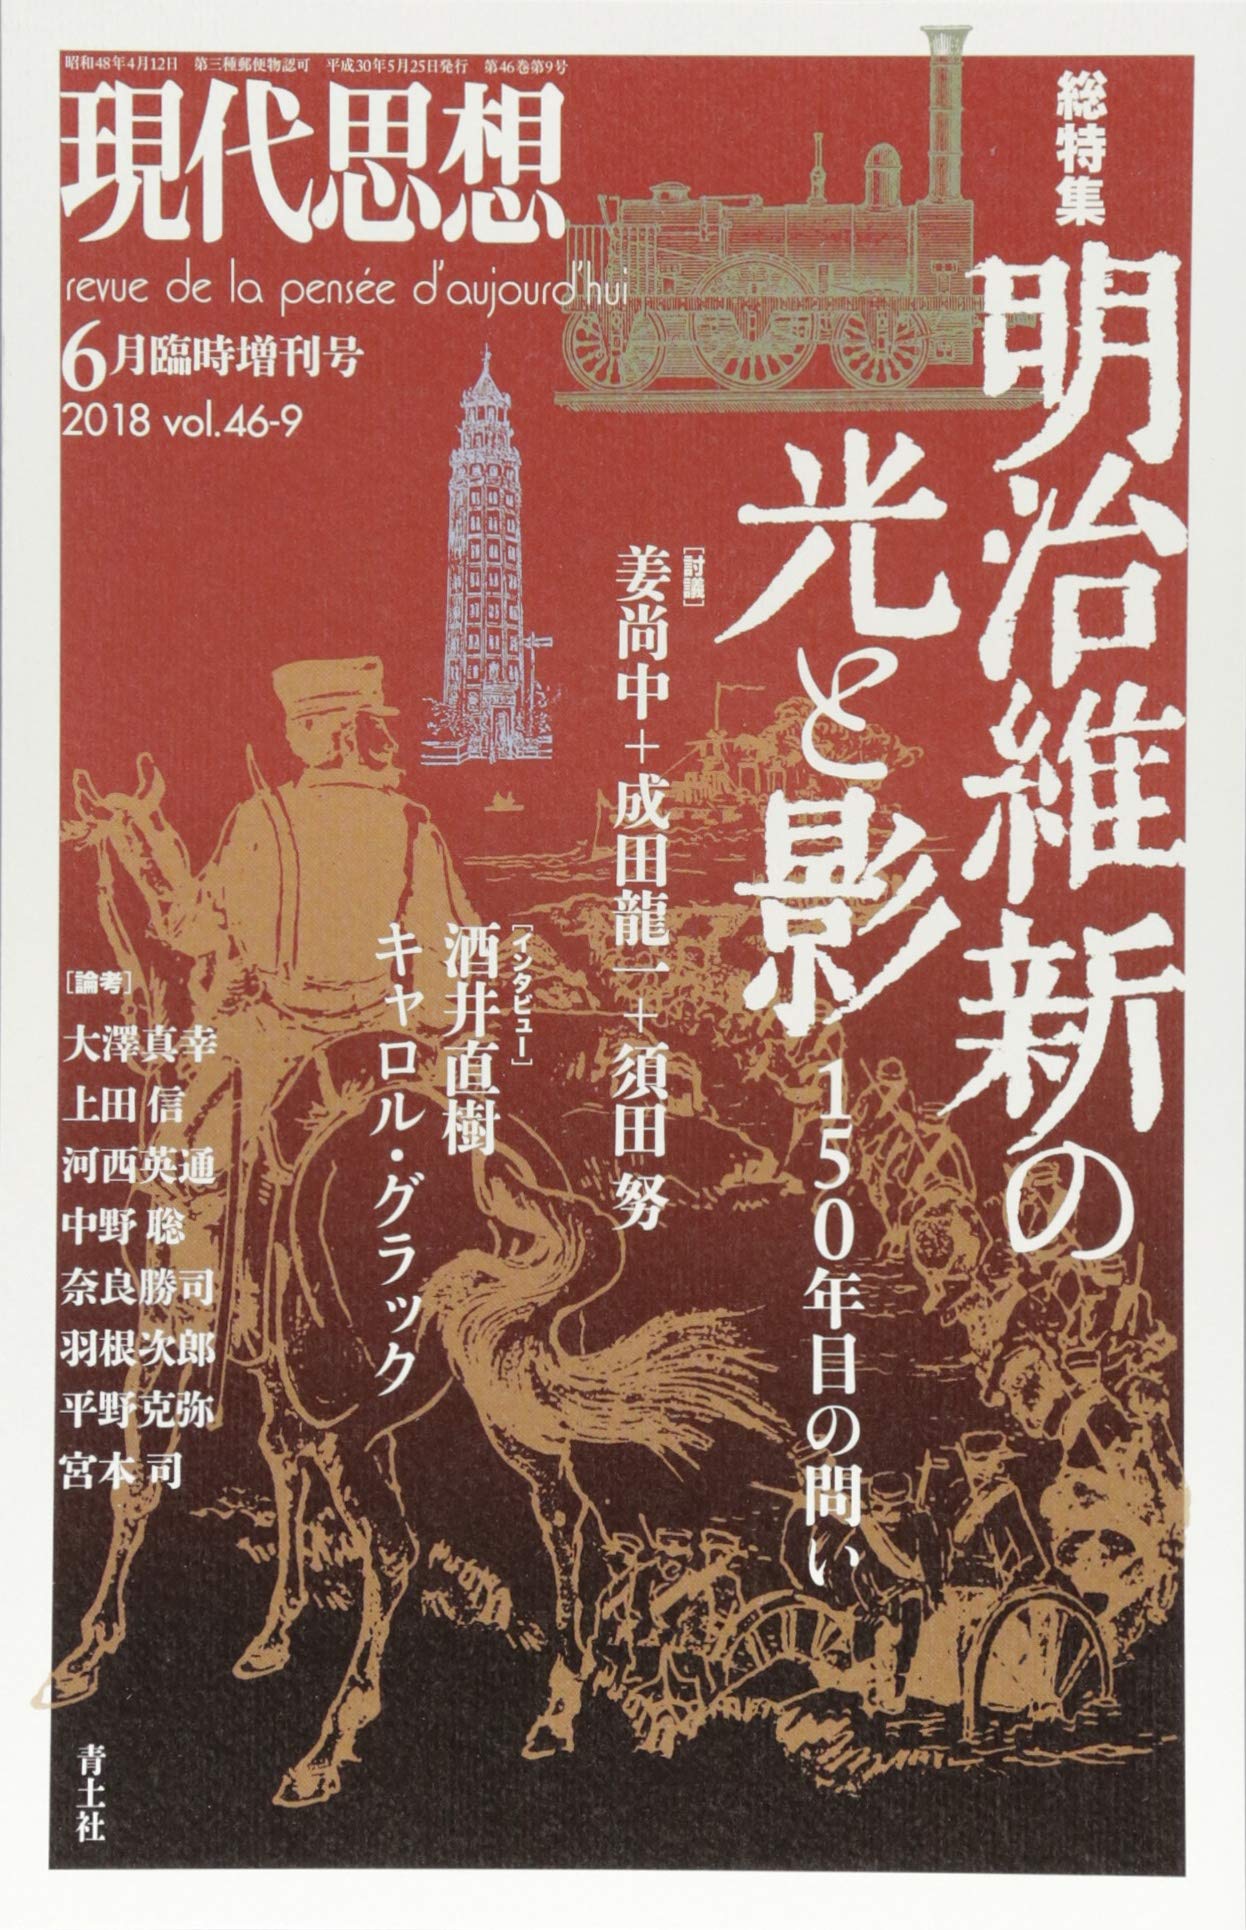 昭和48年4月12日　第三種郵便物認可　平成30年5月25日発行　第46巻第9号
現代思想
revue de la pensée d'aujourd'hui
6月臨時増刊号
2018 vol.46-9
総特集
明治維新の
光と影
150年目の問い
[討議]
姜尚中+成田龍一+須田 努
[インタビュー]
酒井直樹
キャロル・グラック
[論考]
大澤真幸
上田 信
河西英通
中野 聡
奈良勝司
羽根次郎
平野克弥
宮本 司
青土社